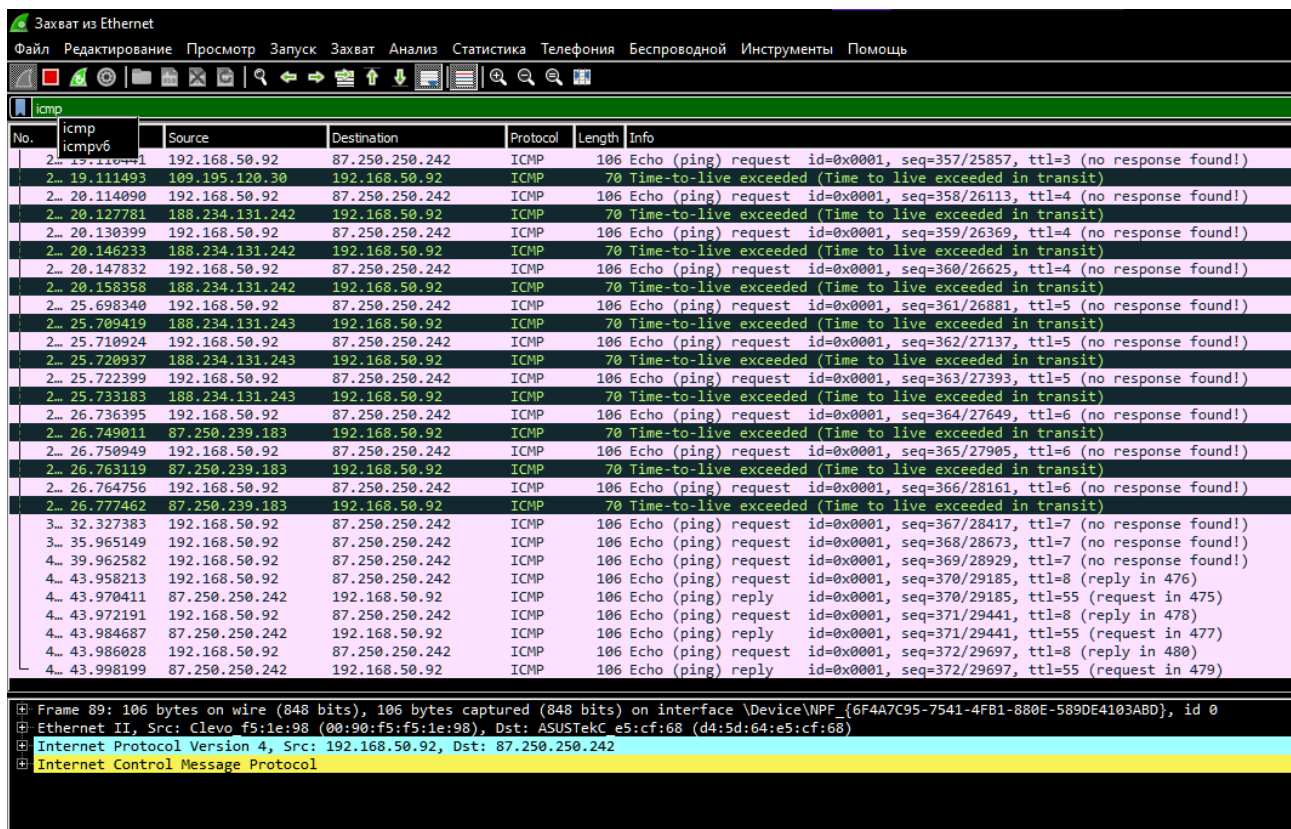 Захват из Ethernet
Файл Редактирование Просмотр Запуск Захват Анализ Статистика Телефония Беспроводной Инструменты Помощь
icmp
icmp
icmpv6
No. Source Destination Protocol Length Info
2… 19.110441 192.168.50.92 87.250.250.242 ICMP 106 Echo (ping) request id=0x0001, seq=357/25857, ttl=3 (no response found!)
2… 19.111493 109.195.120.30 192.168.50.92 ICMP 70 Time-to-live exceeded (Time to live exceeded in transit)
2… 20.114090 192.168.50.92 87.250.250.242 ICMP 106 Echo (ping) request id=0x0001, seq=358/26113, ttl=4 (no response found!)
2… 20.127781 188.234.131.242 192.168.50.92 ICMP 70 Time-to-live exceeded (Time to live exceeded in transit)
2… 20.130399 192.168.50.92 87.250.250.242 ICMP 106 Echo (ping) request id=0x0001, seq=359/26369, ttl=4 (no response found!)
2… 20.146233 188.234.131.242 192.168.50.92 ICMP 70 Time-to-live exceeded (Time to live exceeded in transit)
2… 20.147832 192.168.50.92 87.250.250.242 ICMP 106 Echo (ping) request id=0x0001, seq=360/26625, ttl=4 (no response found!)
2… 20.158358 188.234.131.242 192.168.50.92 ICMP 70 Time-to-live exceeded (Time to live exceeded in transit)
2… 25.698340 192.168.50.92 87.250.250.242 ICMP 106 Echo (ping) request id=0x0001, seq=361/26881, ttl=5 (no response found!)
2… 25.709419 188.234.131.243 192.168.50.92 ICMP 70 Time-to-live exceeded (Time to live exceeded in transit)
2… 25.710924 192.168.50.92 87.250.250.242 ICMP 106 Echo (ping) request id=0x0001, seq=362/27137, ttl=5 (no response found!)
2… 25.720937 188.234.131.243 192.168.50.92 ICMP 70 Time-to-live exceeded (Time to live exceeded in transit)
2… 25.722399 192.168.50.92 87.250.250.242 ICMP 106 Echo (ping) request id=0x0001, seq=363/27393, ttl=5 (no response found!)
2… 25.733183 188.234.131.243 192.168.50.92 ICMP 70 Time-to-live exceeded (Time to live exceeded in transit)
2… 26.736395 192.168.50.92 87.250.250.242 ICMP 106 Echo (ping) request id=0x0001, seq=364/27649, ttl=6 (no response found!)
2… 26.749011 87.250.239.183 192.168.50.92 ICMP 70 Time-to-live exceeded (Time to live exceeded in transit)
2… 26.750949 192.168.50.92 87.250.250.242 ICMP 106 Echo (ping) request id=0x0001, seq=365/27905, ttl=6 (no response found!)
2… 26.763119 87.250.239.183 192.168.50.92 ICMP 70 Time-to-live exceeded (Time to live exceeded in transit)
2… 26.764756 192.168.50.92 87.250.250.242 ICMP 106 Echo (ping) request id=0x0001, seq=366/28161, ttl=6 (no response found!)
2… 26.777462 87.250.239.183 192.168.50.92 ICMP 70 Time-to-live exceeded (Time to live exceeded in transit)
3… 32.327383 192.168.50.92 87.250.250.242 ICMP 106 Echo (ping) request id=0x0001, seq=367/28417, ttl=7 (no response found!)
3… 35.965149 192.168.50.92 87.250.250.242 ICMP 106 Echo (ping) request id=0x0001, seq=368/28673, ttl=7 (no response found!)
4… 39.962582 192.168.50.92 87.250.250.242 ICMP 106 Echo (ping) request id=0x0001, seq=369/28929, ttl=7 (no response found!)
4… 43.958213 192.168.50.92 87.250.250.242 ICMP 106 Echo (ping) request id=0x0001, seq=370/29185, ttl=8 (reply in 476)
4… 43.970411 87.250.250.242 192.168.50.92 ICMP 106 Echo (ping) reply id=0x0001, seq=370/29185, ttl=55 (request in 475)
4… 43.972191 192.168.50.92 87.250.250.242 ICMP 106 Echo (ping) request id=0x0001, seq=371/29441, ttl=8 (reply in 478)
4… 43.984687 87.250.250.242 192.168.50.92 ICMP 106 Echo (ping) reply id=0x0001, seq=371/29441, ttl=55 (request in 477)
4… 43.986028 192.168.50.92 87.250.250.242 ICMP 106 Echo (ping) request id=0x0001, seq=372/29697, ttl=8 (reply in 480)
4… 43.998199 87.250.250.242 192.168.50.92 ICMP 106 Echo (ping) reply id=0x0001, seq=372/29697, ttl=55 (request in 479)
Frame 89: 106 bytes on wire (848 bits), 106 bytes captured (848 bits) on interface \Device\NPF_{6F4A7C95-7541-4FB1-880E-589DE4103ABD}, id 0
Ethernet II, Src: Clevo_f5:1e:98 (00:90:f5:f5:1e:98), Dst: ASUSTekC_e5:cf:68 (d4:5d:64:e5:cf:68)
Internet Protocol Version 4, Src: 192.168.50.92, Dst: 87.250.250.242
Internet Control Message Protocol